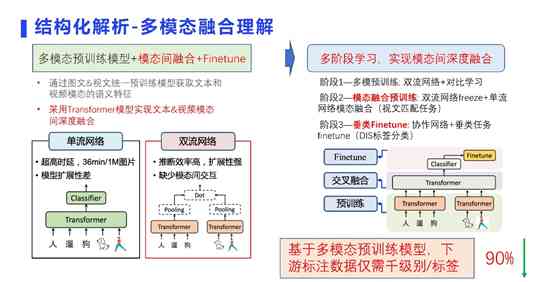 结构化解析-多模态融合理解
多模态预训练模型+模态间融合+Finetune
通过图文&视文统一预训练模型获取文本和
视频模态的语义特征
采用Transformer模型实现文本&视频模态
间深度融合
单流网络
超高时延，36min/1M图片
模型扩展性差
Classifier
Transformer
人 遛 狗
双流网络
推断效率高，扩展性强
缺少模态间交互
Dot
Pooling
Pooling
Transformer
Transformer
人 遛 狗
多阶段学习，实现模态间深度融合
阶段1—多模预训练: 双流网络+对比学习
阶段2—模态融合预训练: 双流网络freeze+单流
网络模态融合（视文匹配任务）
阶段3—垂类Finetune: 协作网络+垂类任务
finetune（DIS标签分类）
Finetune
交叉融合
预训练
Finetune
Classifier
Transformer
Transformer
Transformer
人 遛 狗
基于多模态预训练模型，下
游标注数据仅需千级别/标签
90%